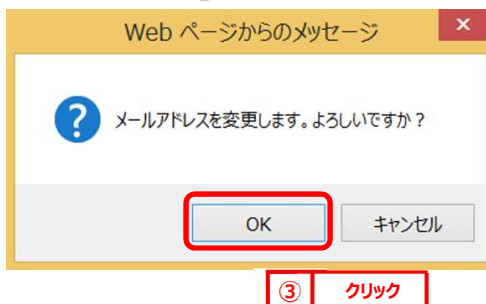 Web ページからのメッセージ
×
?
メールアドレスを変更します。よろしいですか？
OK
キャンセル
③ クリック